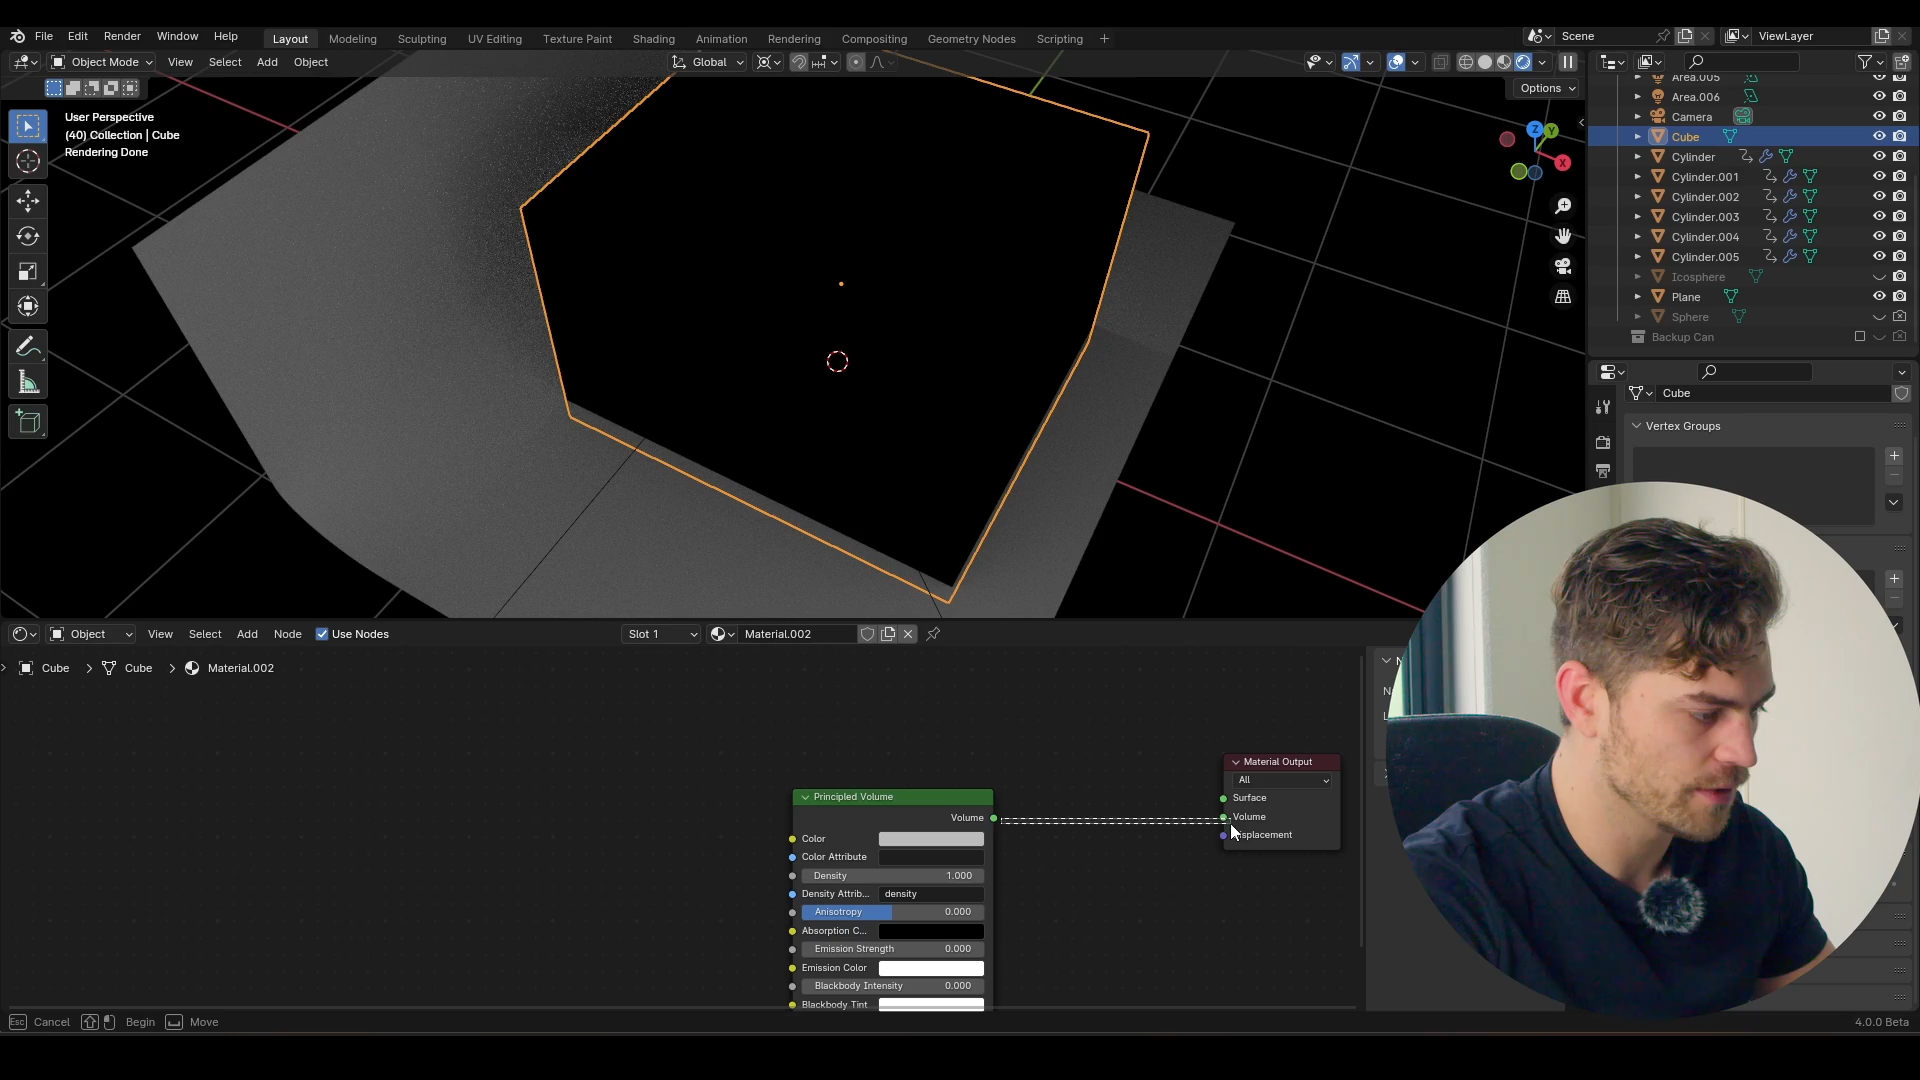 File Edit Render Window Help
Layout Modeling Sculpting UV Editing Texture Paint Shading Animation Rendering Compositing Geometry Nodes Scripting +
Scene
ViewLayer
Object Mode View Select Add Object
Global
Options
User Perspective
(40) Collection | Cube
Rendering Done
Z
Y
X
Area.005
Area.006
Camera
Cube
Cylinder
Cylinder.001
Cylinder.002
Cylinder.003
Cylinder.004
Cylinder.005
Icosphere
Plane
Sphere
Backup Can
Cube
Vertex Groups
Object View Select Add Node Use Nodes
Slot 1
Material.002
Cube > Cube > Material.002
Material Output
All
Surface
Volume
Principled Volume
Volume
Color
Color Attribute
Density 1.000
Density Attrib... density
Anisotropy 0.000
Absorption C...
Emission Strength 0.000
Emission Color
Blackbody Intensity 0.000
Blackbody Tint
Esc Cancel Begin Move
4.0.0 Beta